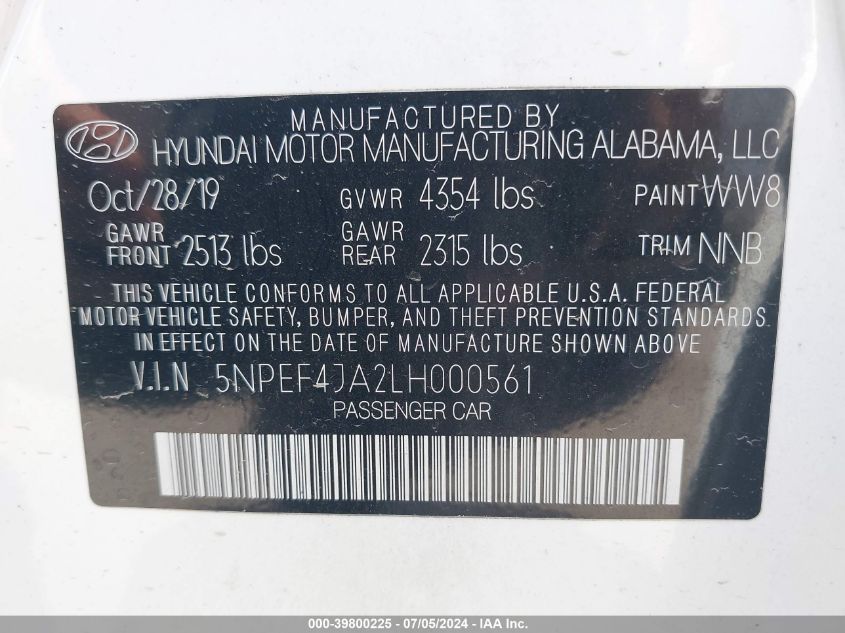 MANUFACTURED BY
HYUNDAI MOTOR MANUFACTURING ALABAMA, LLC
Oct/28/19 GVWR 4354 lbs PAINT WW8
GAWR FRONT 2513 lbs GAWR REAR 2315 lbs TRIM NNB
THIS VEHICLE CONFORMS TO ALL APPLICABLE U.S.A. FEDERAL
MOTOR VEHICLE SAFETY, BUMPER, AND THEFT PREVENTION STANDARDS
IN EFFECT ON THE DATE OF MANUFACTURE SHOWN ABOVE
V.I.N 5NPEF4JA2LH000561
PASSENGER CAR
000-39800225 - 07/05/2024 - IAA Inc.